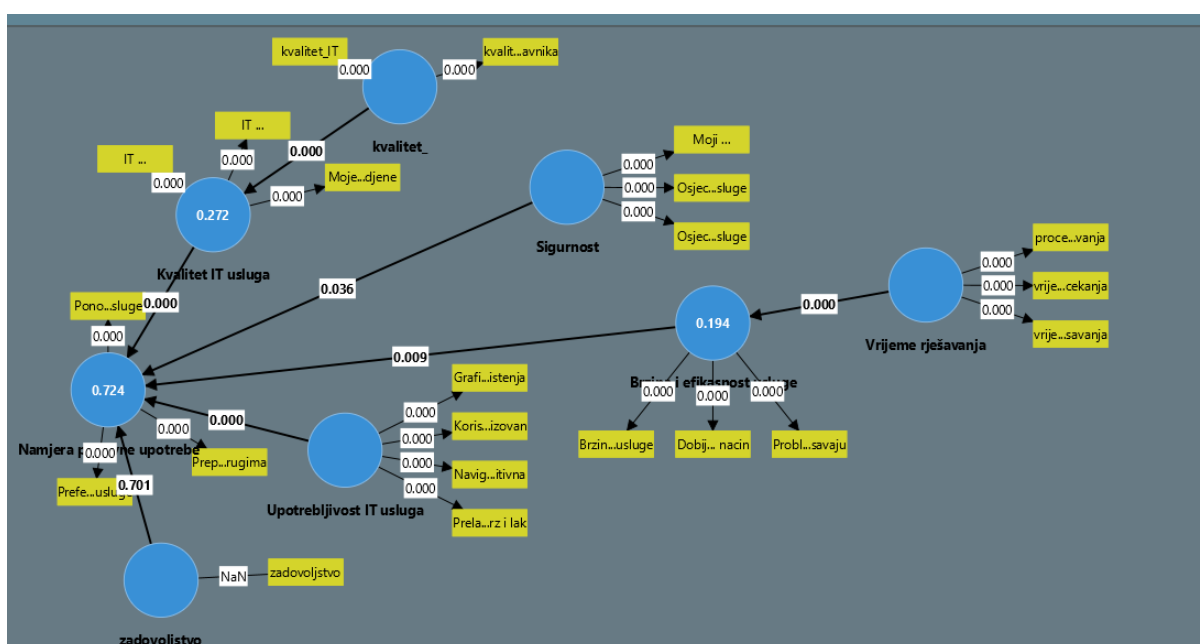 kvalitet_IT
0.000
0.000
kvalit...avnika
kvalitet_
IT ...
0.000
0.000
IT ...
0.000
0.000
Moje...djene
0.272
Kvalitet IT usluga
Moji ...
0.000
0.000
Osjec...sluge
0.000
Osjec...sluge
Sigurnost
0.036
proce...vanja
0.000
0.000
vrije...cekanja
0.000
vrije...savanja
Vrijeme rješavanja
0.000
0.194
0.009
0.000
0.000
0.000
Brzin...usluge
Dobij... nacin
Probl...savaju
Pono...sluge
0.000
0.000
0.724
0.000
0.000
Prep...rugima
Prefe...uslug
0.701
0.000
Grafi...istenja
0.000
0.000
Koris...izovan
0.000
Navig...itivna
0.000
Prela...rz i lak
Upotrebljivost IT usluga
NaN
zadovoljstvo
zadovoljstvo